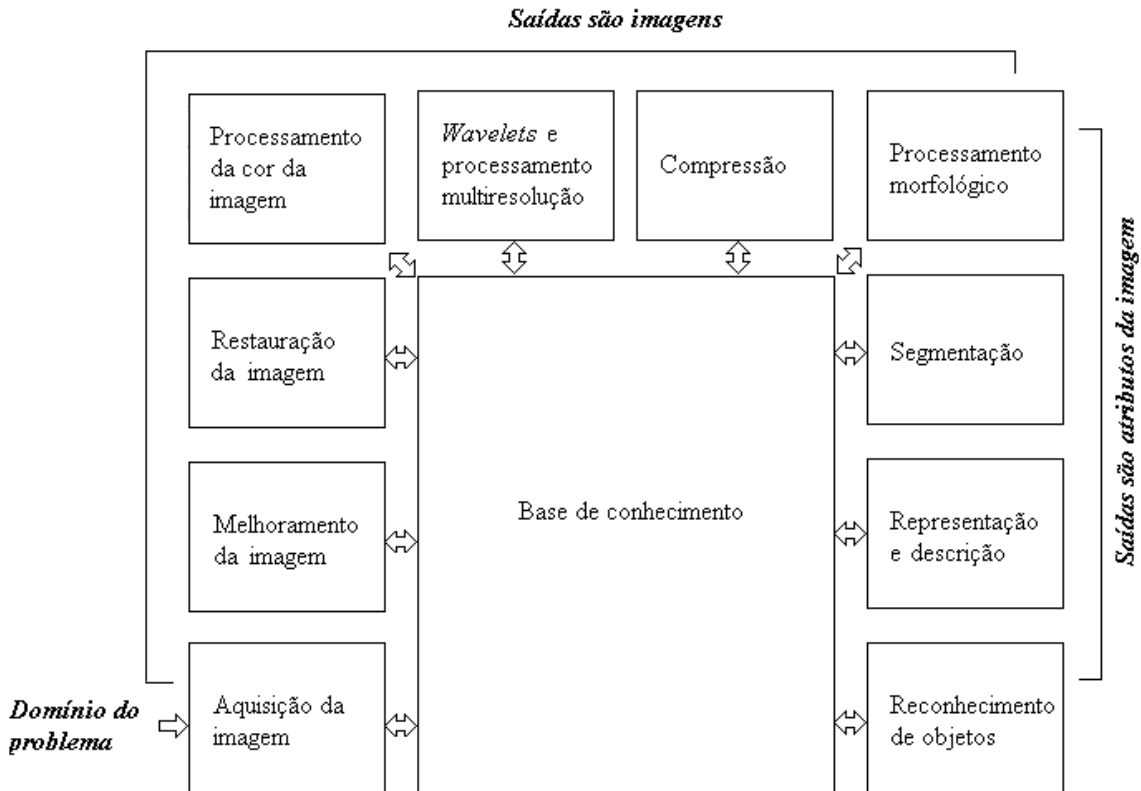 Saídas são imagens
Processamento
da cor da
imagem
Wavelets e
processamento
multiresolução
Compressão
Processamento
morfológico
Restauração
da imagem
Segmentação
Melhoramento
da imagem
Base de conhecimento
Representação
e descrição
Saídas são atributos da imagem
Domínio do
problema
Aquisição da
imagem
Reconhecimento
de objetos